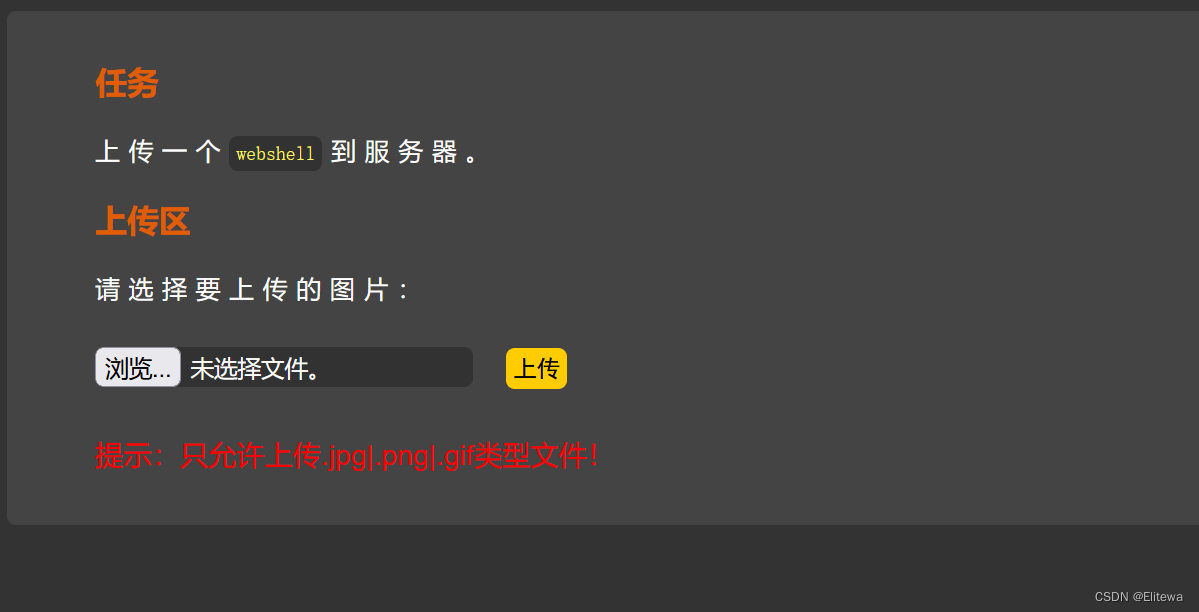 任务
上传一个 webshell 到服务器。
上传区
请选择要上传的图片：
浏览... 未选择文件。 上传
提示：只允许上传.jpg|.png|.gif类型文件！
CSDN @Elitewa